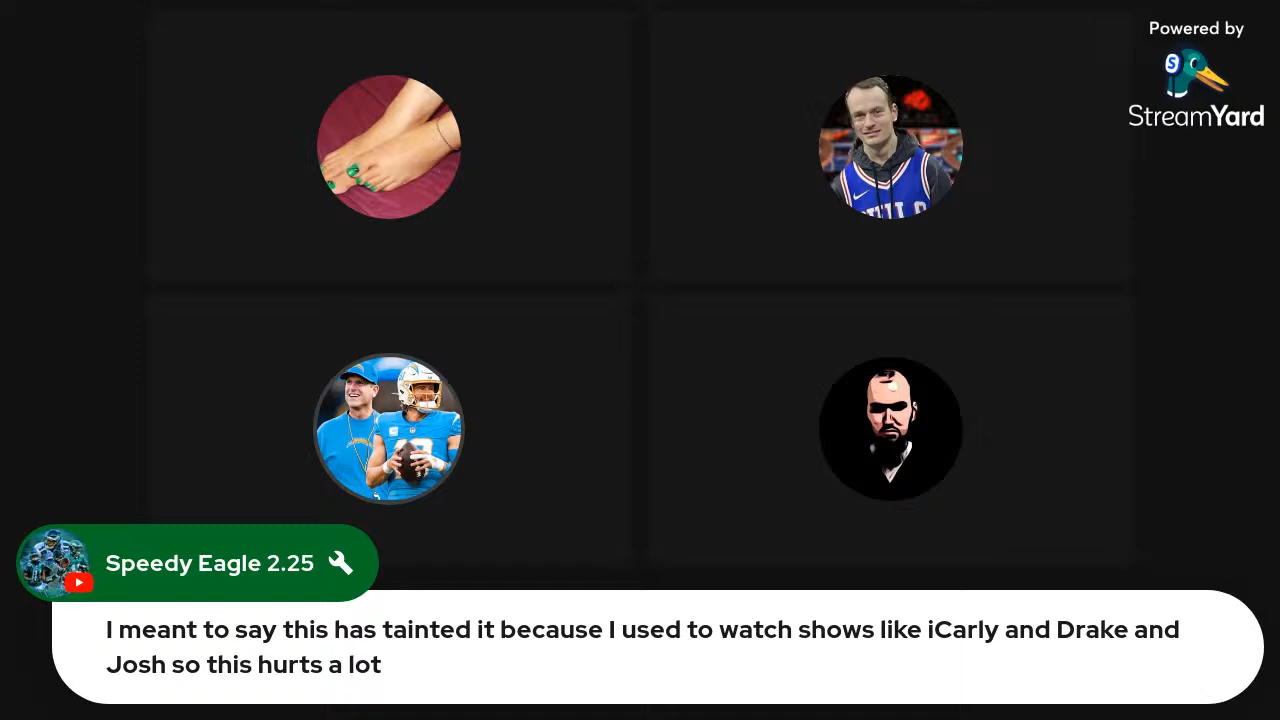 Powered by
StreamYard
Speedy Eagle 2.25
I meant to say this has tainted it because I used to watch shows like iCarly and Drake and
Josh so this hurts a lot